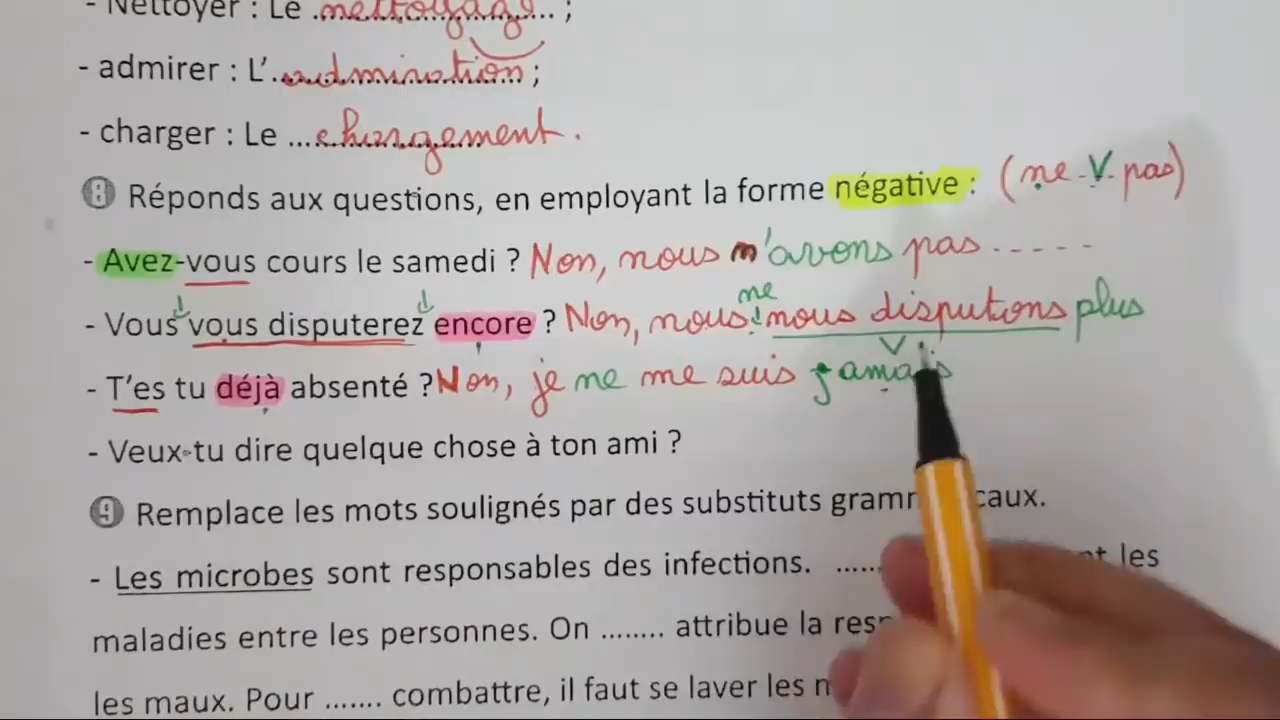 - Nettoyer : Le .nettoyage.. ;
- admirer : L'..admiration ;
- charger : Le ...chargement.
8 Réponds aux questions, en employant la forme négative : (ne - V - pas)
- Avez-vous cours le samedi ? Non, nous n'avons pas -----
- Vous vous disputerez encore ? Non, nous ne nous disputions plus
- T'es tu déjà absenté ? Non, je ne me suis jamais
- Veux-tu dire quelque chose à ton ami ?
9 Remplace les mots soulignés par des substituts
- Les microbes sont responsables des infections. ...... les
maladies entre les personnes. On ........ attribue la
les maux. Pour ....... combattre, il faut se laver les